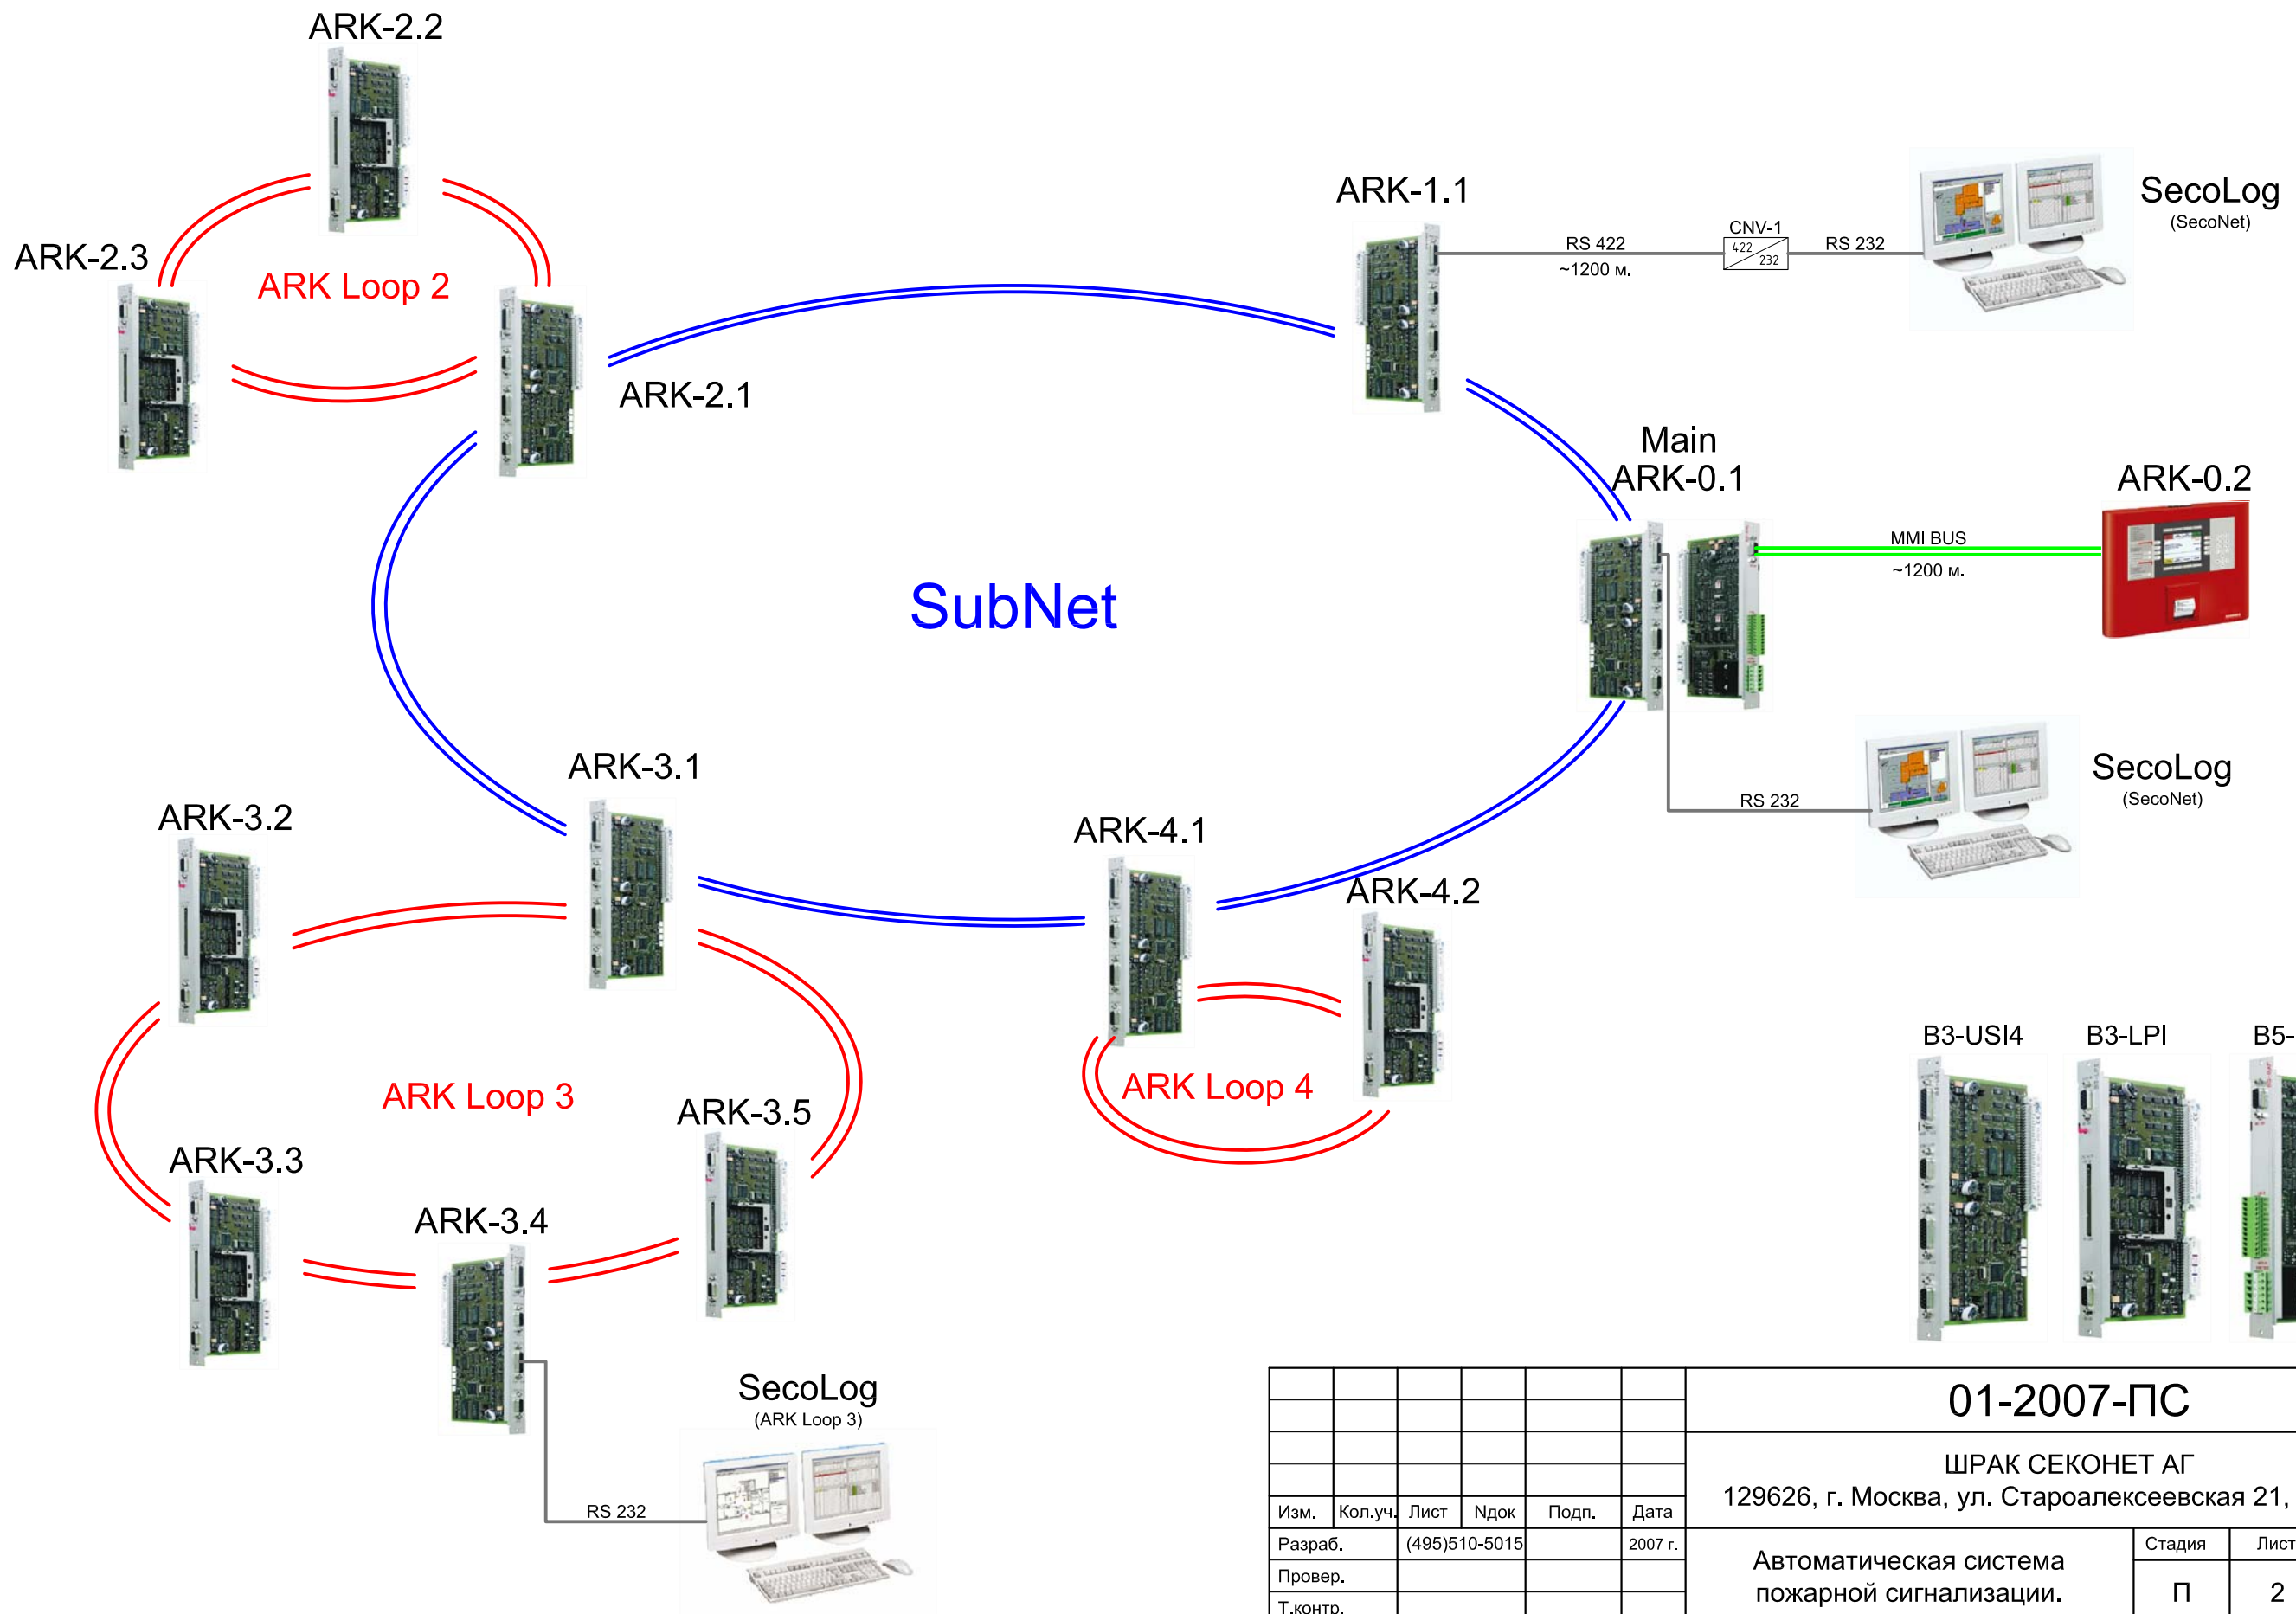 ARK-2.2
ARK-2.3
ARK Loop 2
ARK-2.1
ARK-1.1
RS 422
~1200 м.
CNV-1
422
232
RS 232
SecoLog
(SecoNet)
Main
ARK-0.1
MMI BUS
~1200 м.
ARK-0.2
SubNet
RS 232
SecoLog
(SecoNet)
ARK-3.1
ARK-3.2
ARK-4.1
ARK-4.2
ARK Loop 3
ARK Loop 4
ARK-3.5
ARK-3.3
ARK-3.4
SecoLog
(ARK Loop 3)
RS 232
B3-USI4
B3-LPI
B5-
01-2007-ПС
ШРАК СЕКОНЕТ АГ
129626, г. Москва, ул. Староалексеевская 21,
Изм. Кол.уч. Лист Nдок Подп. Дата
Разраб. (495)510-5015 2007 г.
Провер.
Т.контр.
Автоматическая система
пожарной сигнализации.
Стадия Лист
П 2